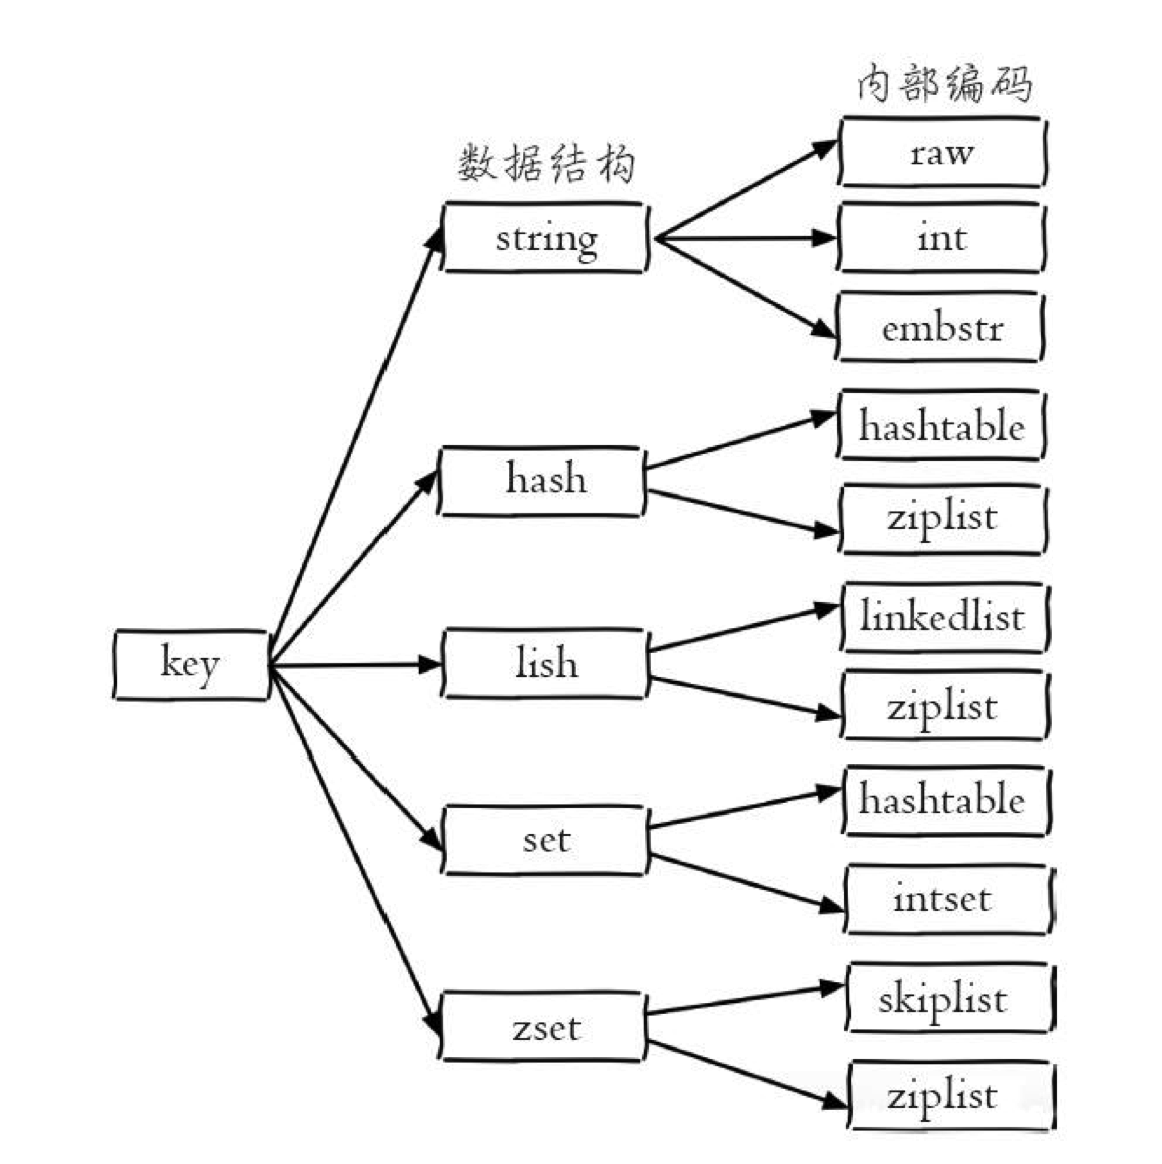 内部编码
数据结构
raw
string
int
embstr
hashtable
hash
ziplist
linkedlist
key
lish
ziplist
hashtable
set
intset
skiplist
zset
ziplist